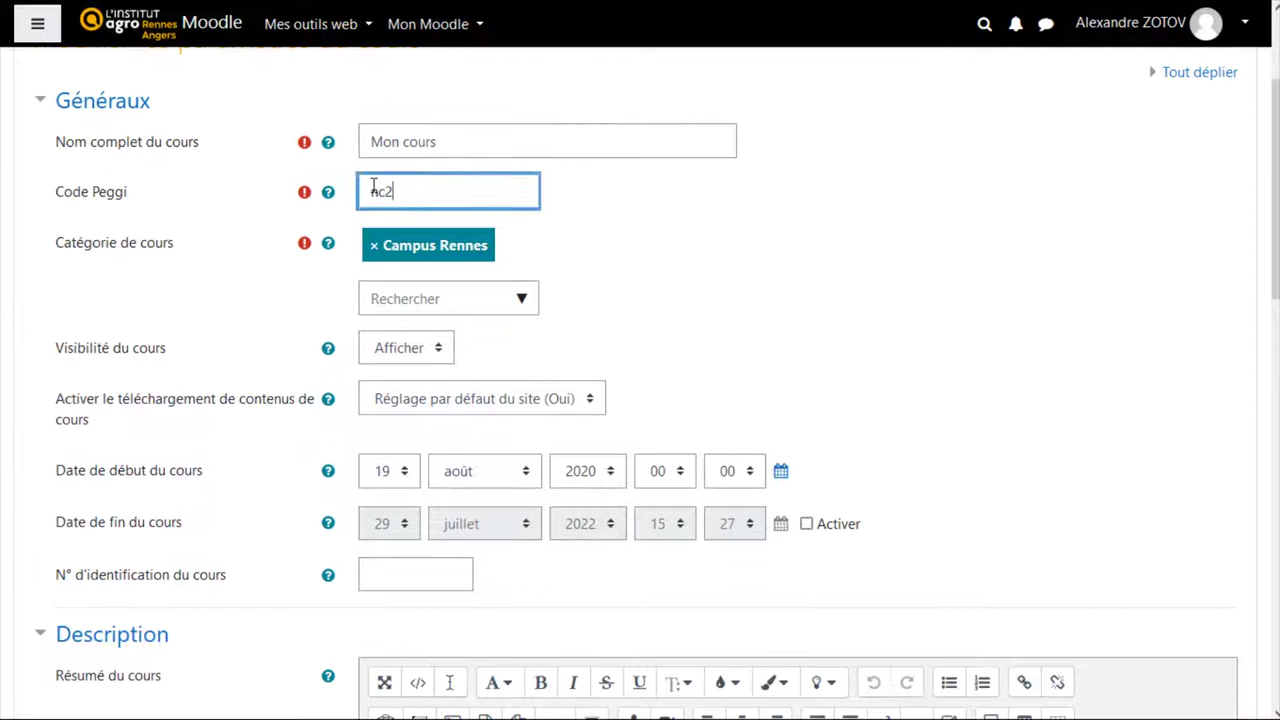 L'INSTITUT
agro Rennes
Angers
Moodle
Mes outils web
Mon Moodle
Alexandre ZOTOV
Tout déplier
Généraux
Nom complet du cours
Mon cours
Code Peggi
Catégorie de cours
× Campus Rennes
Rechercher
Visibilité du cours
Afficher
Activer le téléchargement de contenus de
cours
Réglage par défaut du site (Oui)
Date de début du cours
19 août 2020 00 00
Date de fin du cours
29 juillet 2022 15 27 Activer
N° d'identification du cours
Description
Résumé du cours